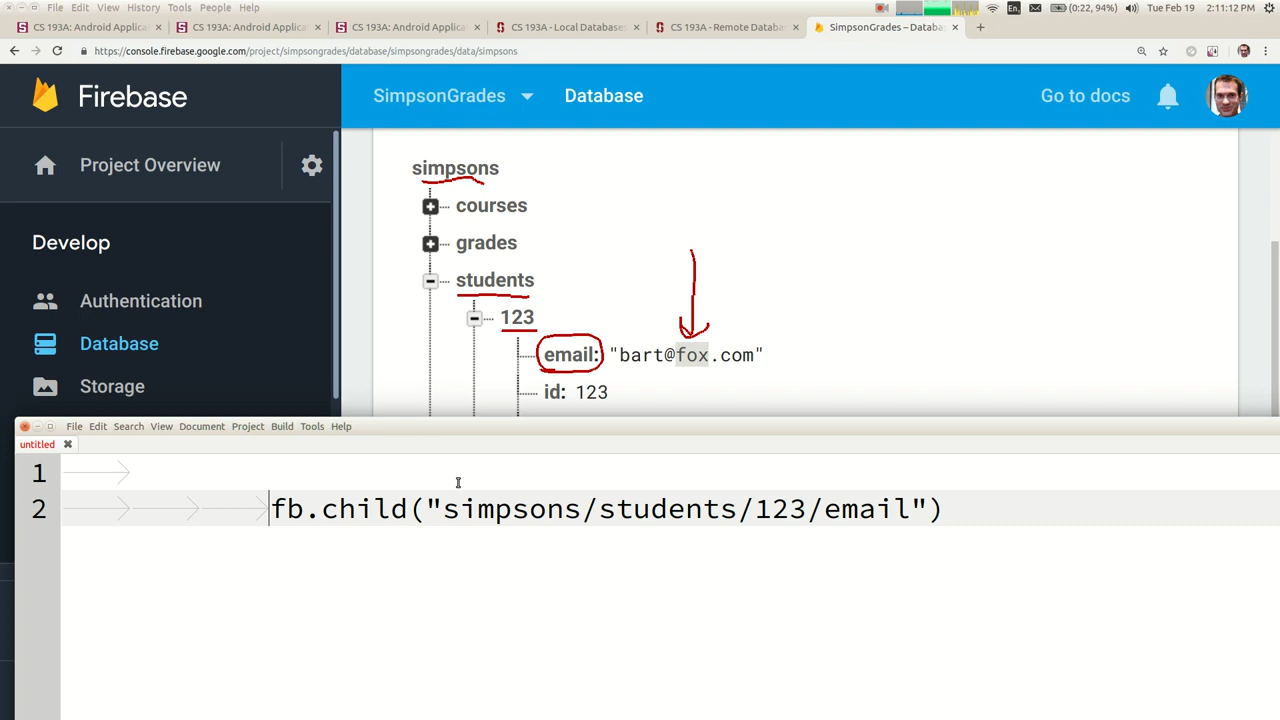 File Edit View History Tools People Help
En (0:22, 94%) Tue Feb 19 2:11:12 PM
CS 193A: Android Applica × CS 193A: Android Applicat × CS 193A: Android Applica × CS 193A - Local Databases × CS 193A - Remote Databas × SimpsonGrades – Databa ×
https://console.firebase.google.com/project/simpsongrades/database/simpsongrades/data/simpsons
Firebase
SimpsonGrades Database Go to docs
Project Overview
Develop
Authentication
Database
Storage
simpsons
courses
grades
students
123
email: "bart@fox.com"
id: 123
File Edit Search View Document Project Build Tools Help
untitled
1
2 fb.child("simpsons/students/123/email")